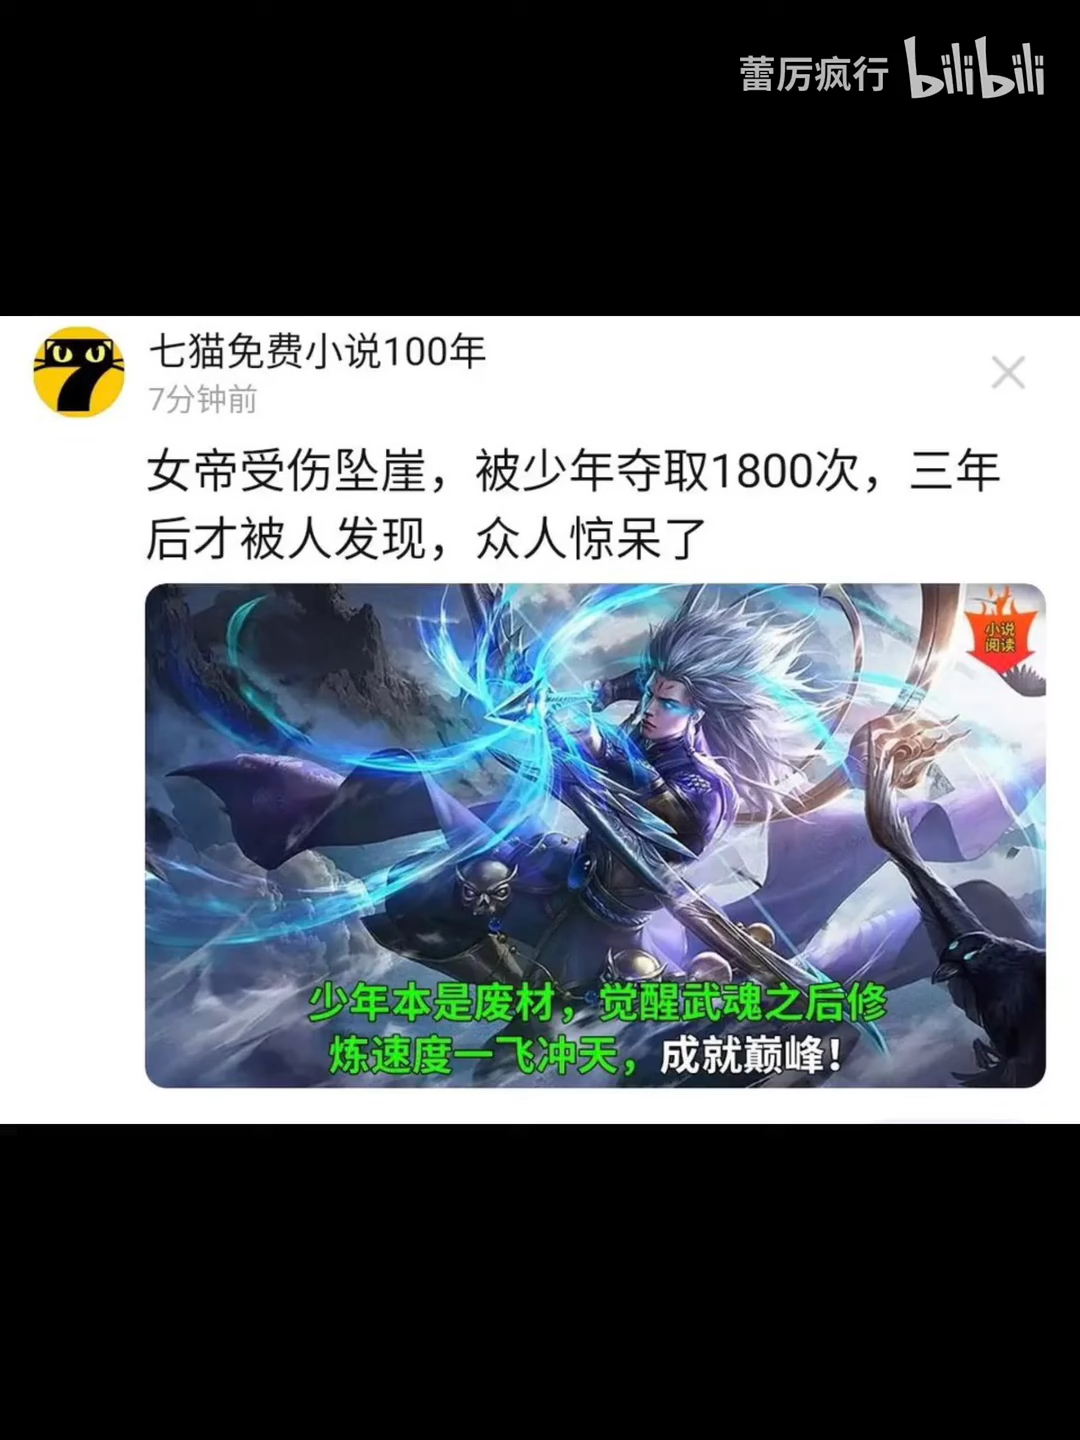 蕾厉疯行 bilibili
七猫免费小说100年
7分钟前
女帝受伤坠崖，被少年夺取1800次，三年
后才被人发现，众人惊呆了
小说
阅读
少年本是废材，觉醒武魂之后修
炼速度一飞冲天，成就巅峰！